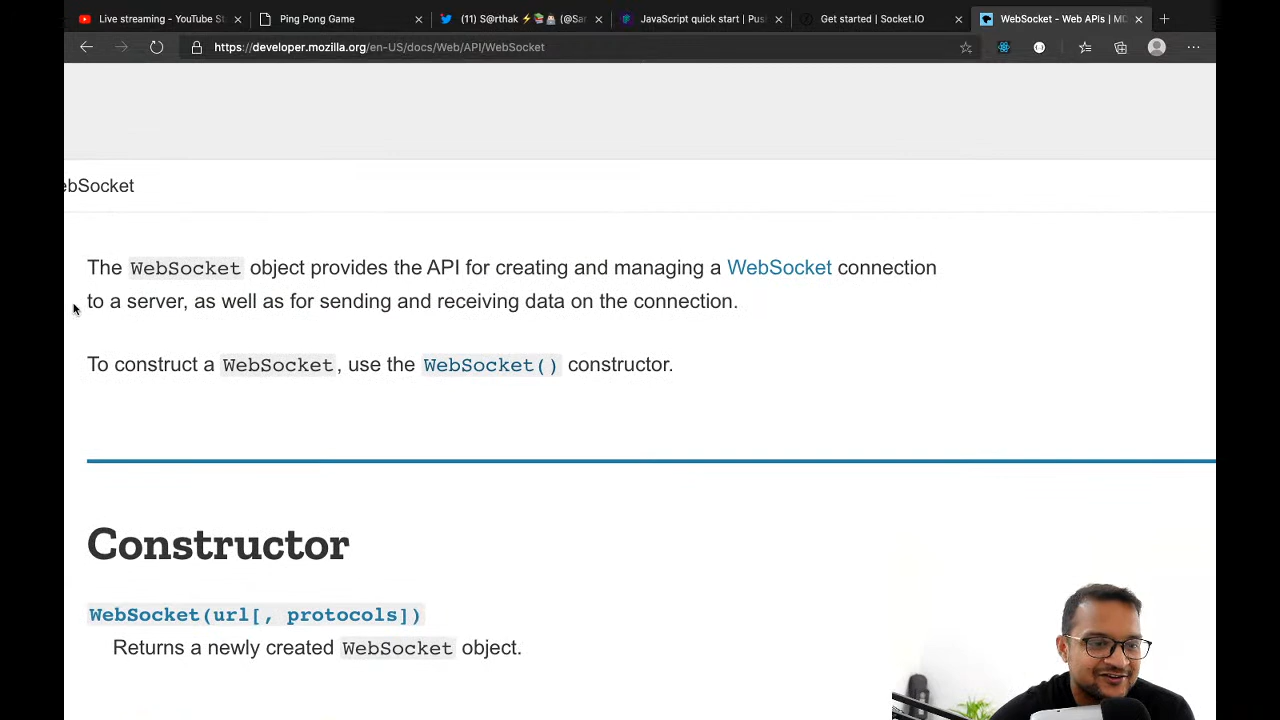 Live streaming - YouTube St
Ping Pong Game
(11) S@rthak ⚡📚 (@Sar
JavaScript quick start | Pus
Get started | Socket.IO
WebSocket - Web APIs | MD
https://developer.mozilla.org/en-US/docs/Web/API/WebSocket
ebSocket
The WebSocket object provides the API for creating and managing a WebSocket connection
to a server, as well as for sending and receiving data on the connection.
To construct a WebSocket, use the WebSocket() constructor.
Constructor
WebSocket(url[, protocols])
Returns a newly created WebSocket object.